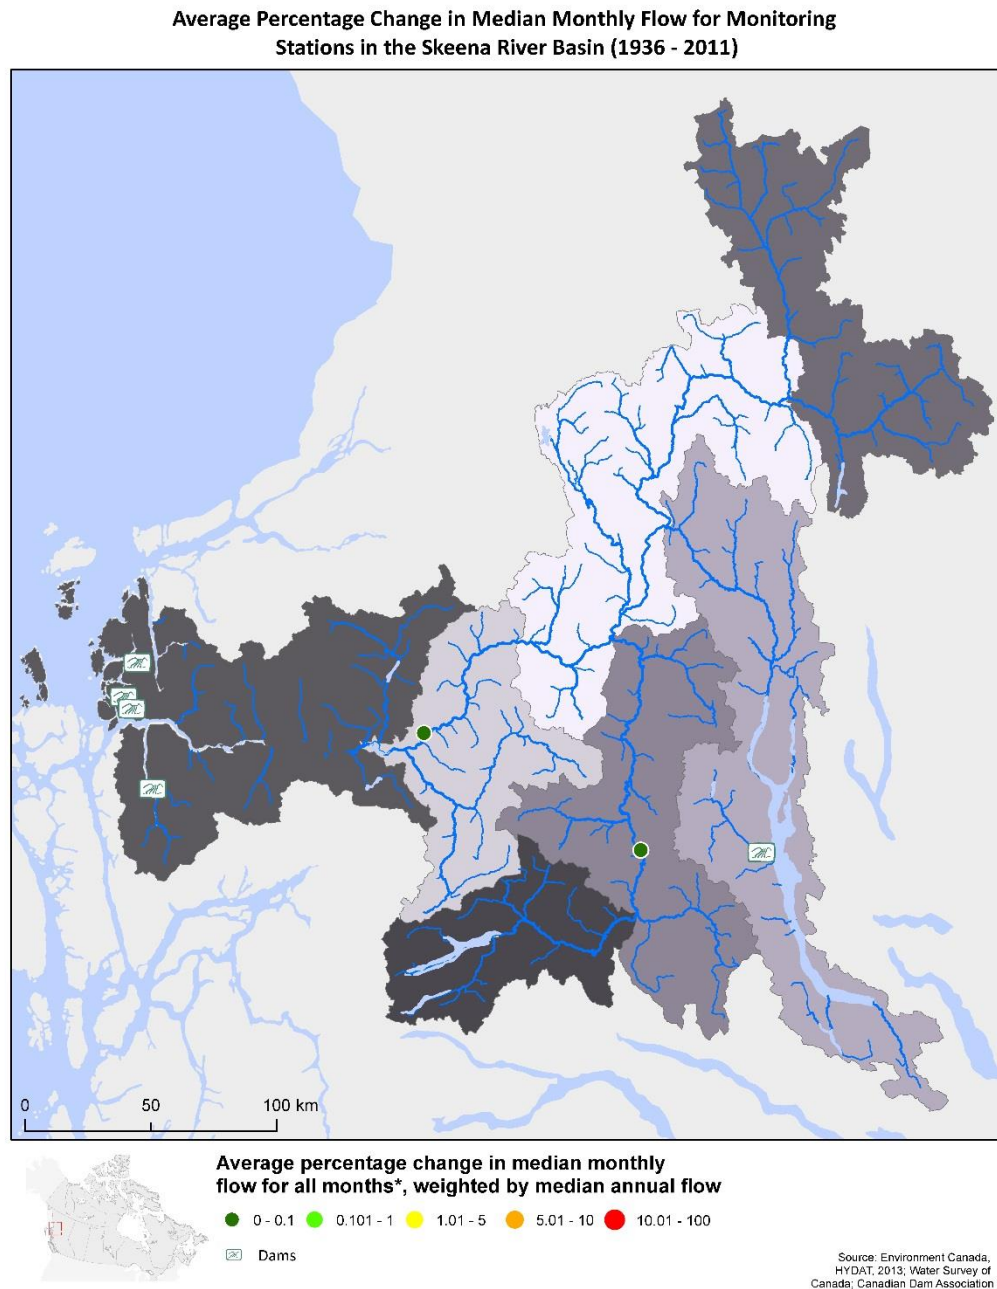 Average Percentage Change in Median Monthly Flow for Monitoring
Stations in the Skeena River Basin (1936 - 2011)
0 50 100 km
Average percentage change in median monthly
flow for all months*, weighted by median annual flow
0 - 0.1 0.101 - 1 1.01 - 5 5.01 - 10 10.01 - 100
Dams
Source: Environment Canada,
HYDAT, 2013; Water Survey of
Canada; Canadian Dam Association